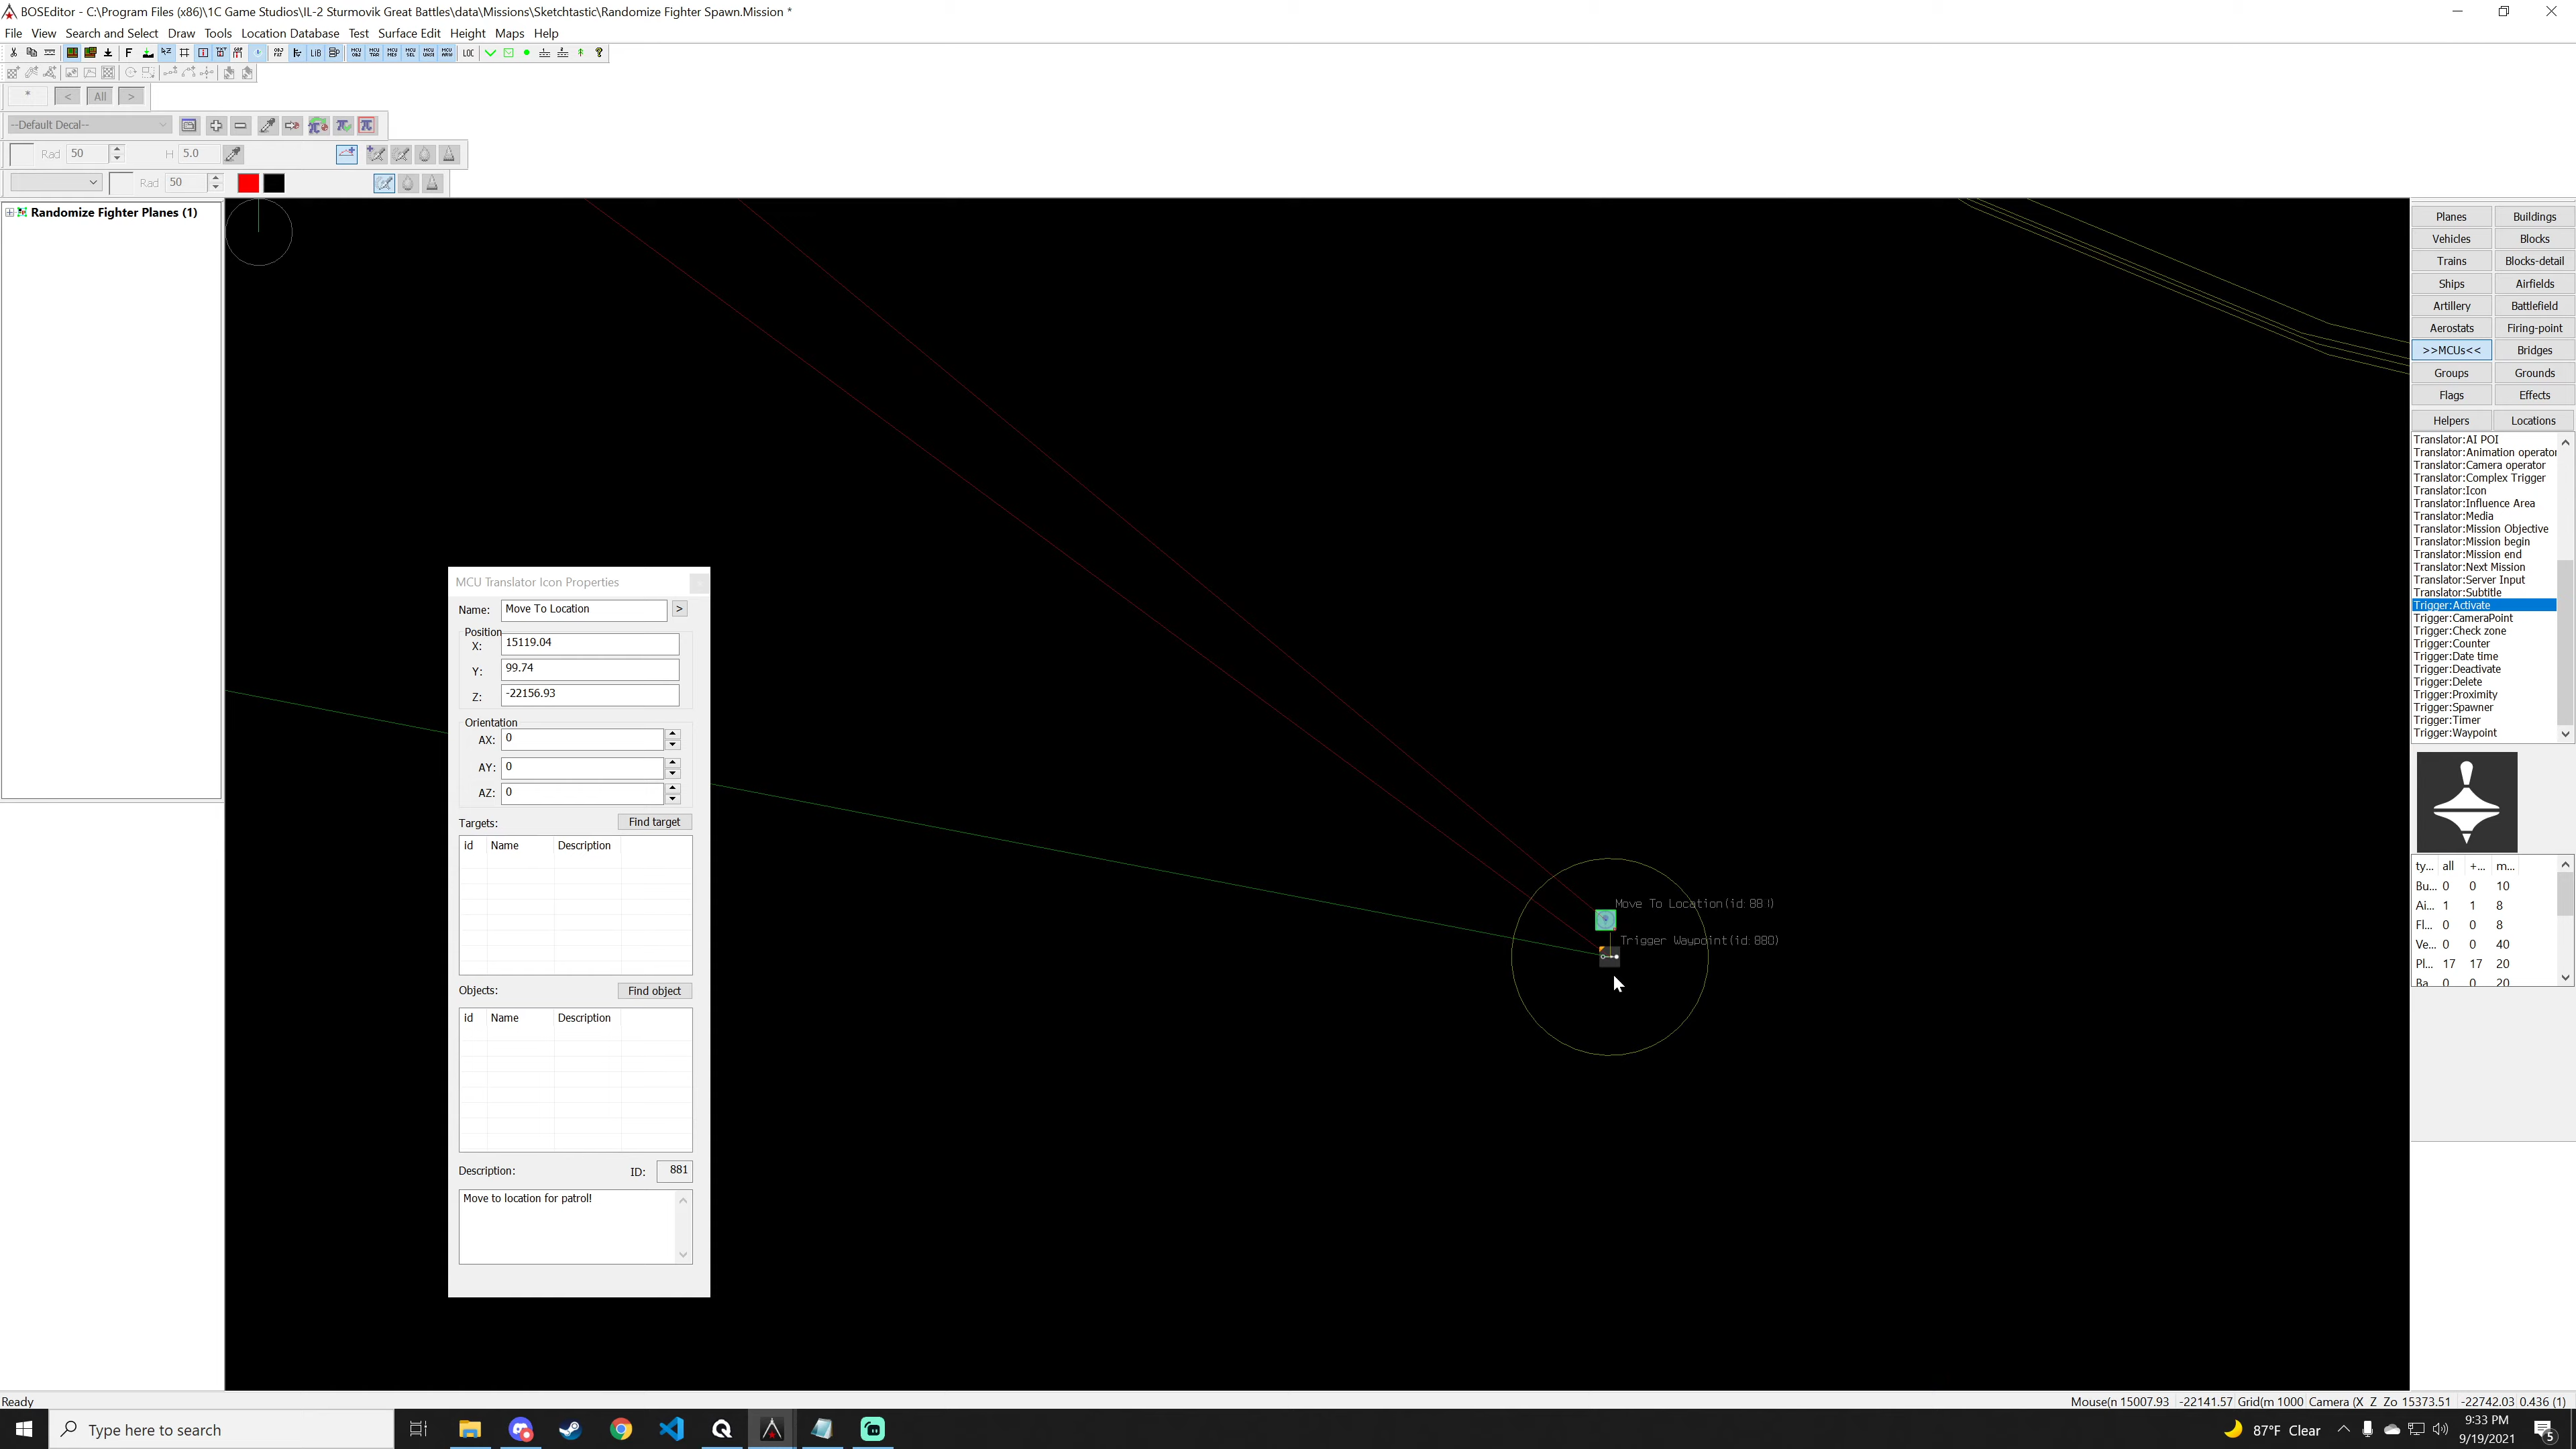 BOSEditor - C:\Program Files (x86)\1C Game Studios\IL-2 Sturmovik Great Battles\data\Missions\Sketchtastic\Randomize Fighter Spawn.Mission *
File View Search and Select Draw Tools Location Database Test Surface Edit Height Maps Help
* < All >
--Default Decal--
Rad 50 H 5.0
Rad 50
Randomize Fighter Planes (1)
MCU Translator Icon Properties
Name: Move To Location >
Position
X: 15119.04
Y: 99.74
Z: -22156.93
Orientation
AX: 0
AY: 0
AZ: 0
Targets: Find target
id Name Description
Objects: Find object
id Name Description
Description: ID: 881
Move to location for patrol!
Move To Location(id:881)
Trigger Waypoint(id:880)
Planes Buildings
Vehicles Blocks
Trains Blocks-detail
Ships Airfields
Artillery Battlefield
Aerostats Firing-point
>>MCUs<< Bridges
Groups Grounds
Flags Effects
Helpers Locations
Translator:AI POI
Translator:Animation operator
Translator:Camera operator
Translator:Complex Trigger
Translator:Icon
Translator:Influence Area
Translator:Media
Translator:Mission Objective
Translator:Mission begin
Translator:Mission end
Translator:Next Mission
Translator:Server Input
Translator:Subtitle
Trigger:Activate
Trigger:CameraPoint
Trigger:Check zone
Trigger:Counter
Trigger:Date time
Trigger:Deactivate
Trigger:Delete
Trigger:Proximity
Trigger:Spawner
Trigger:Timer
Trigger:Waypoint
ty... all +... m...
Bu... 0 0 10
Ai... 1 1 8
Fl... 0 0 8
Ve... 0 0 40
Pl... 17 17 20
Ba 0 0 20
Ready
Mouse(n 15007.93 -22141.57 Grid(m 1000 Camera (X Z Zo 15373.51 -22742.03 0.436 (1)
Type here to search
87°F Clear
9:33 PM
9/19/2021
5